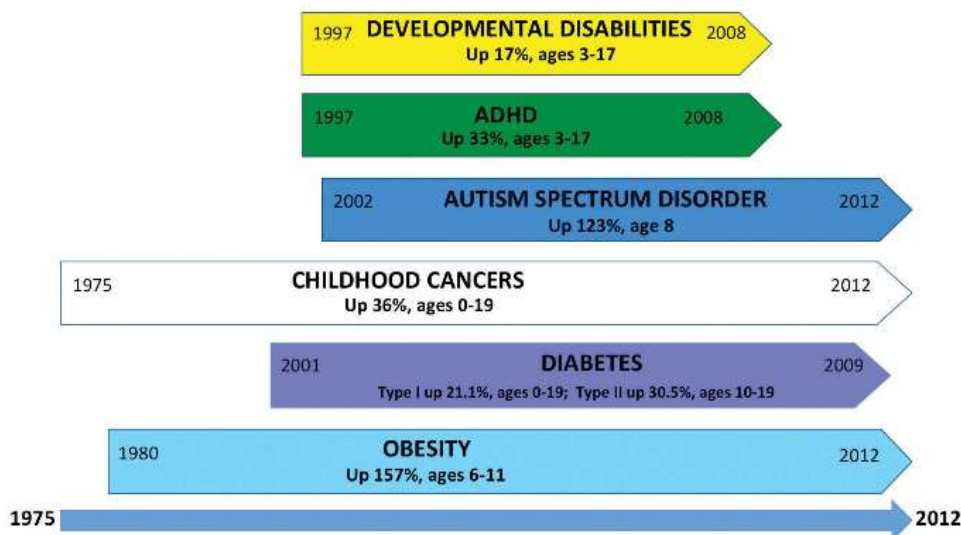 1997 DEVELOPMENTAL DISABILITIES 2008
Up 17%, ages 3-17
1997 ADHD 2008
Up 33%, ages 3-17
2002 AUTISM SPECTRUM DISORDER 2012
Up 123%, age 8
1975 CHILDHOOD CANCERS 2012
Up 36%, ages 0-19
2001 DIABETES 2009
Type I up 21.1%, ages 0-19; Type II up 30.5%, ages 10-19
1980 OBESITY 2012
Up 157%, ages 6-11
1975 2012